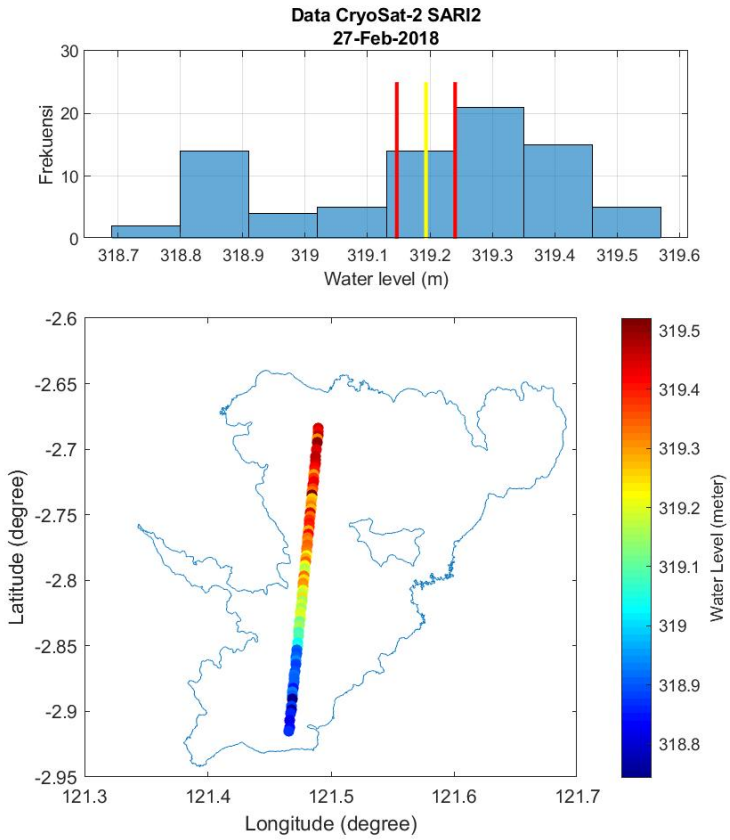 Data CryoSat-2 SARI2
27-Feb-2018
30
20
10
0
Frekuensi
318.7 318.8 318.9 319 319.1 319.2 319.3 319.4 319.5 319.6
Water level (m)
-2.6
-2.65
-2.7
-2.75
-2.8
-2.85
-2.9
-2.95
Latitude (degree)
121.3 121.4 121.5 121.6 121.7
Longitude (degree)
319.5
319.4
319.3
319.2
319.1
319
318.9
318.8
Water Level (meter)